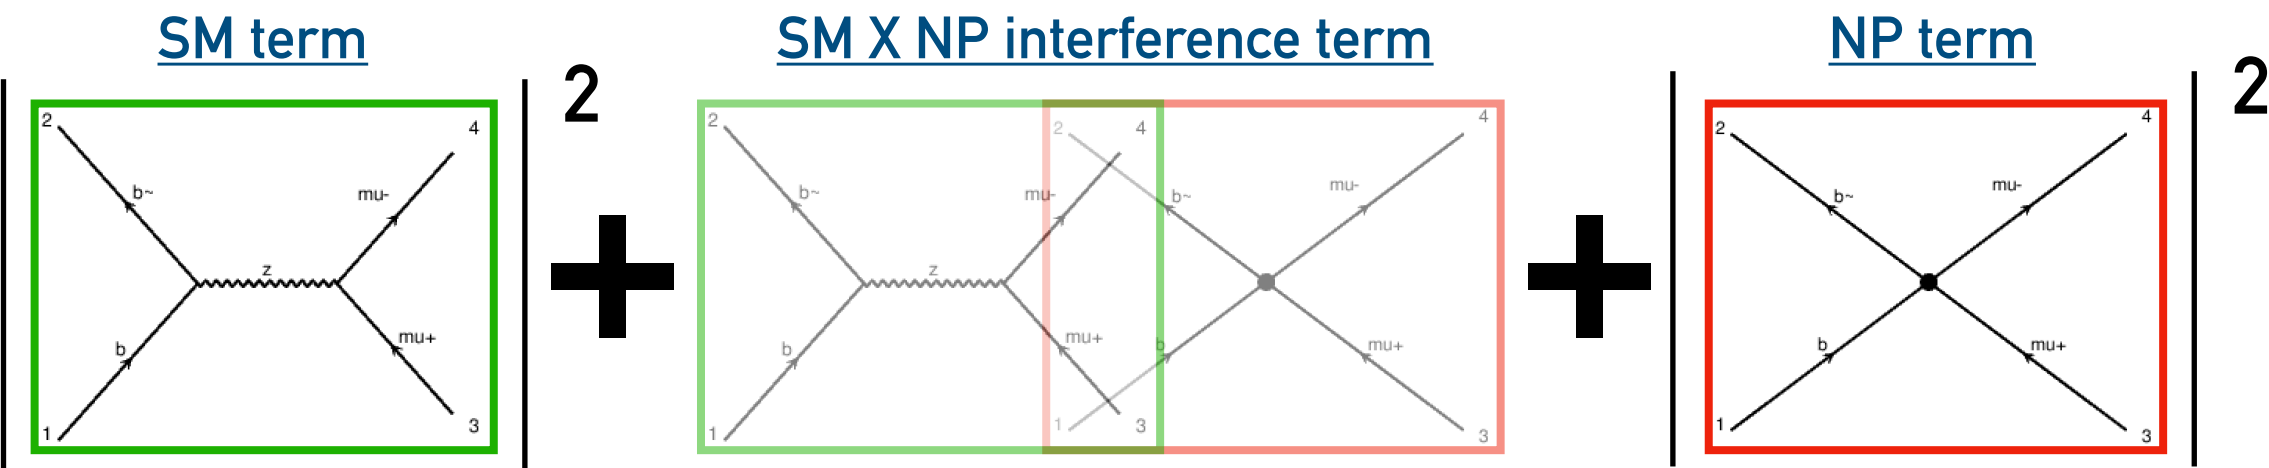 SM term
SM X NP interference term
NP term
2
2
2 4
b~ mu-
z
b mu+
1 3
2 2 4 4
b~ mu- b~ mu-
z
b mu+ b mu+
1 1 3 3
2 4
b~ mu-
b mu+
1 3